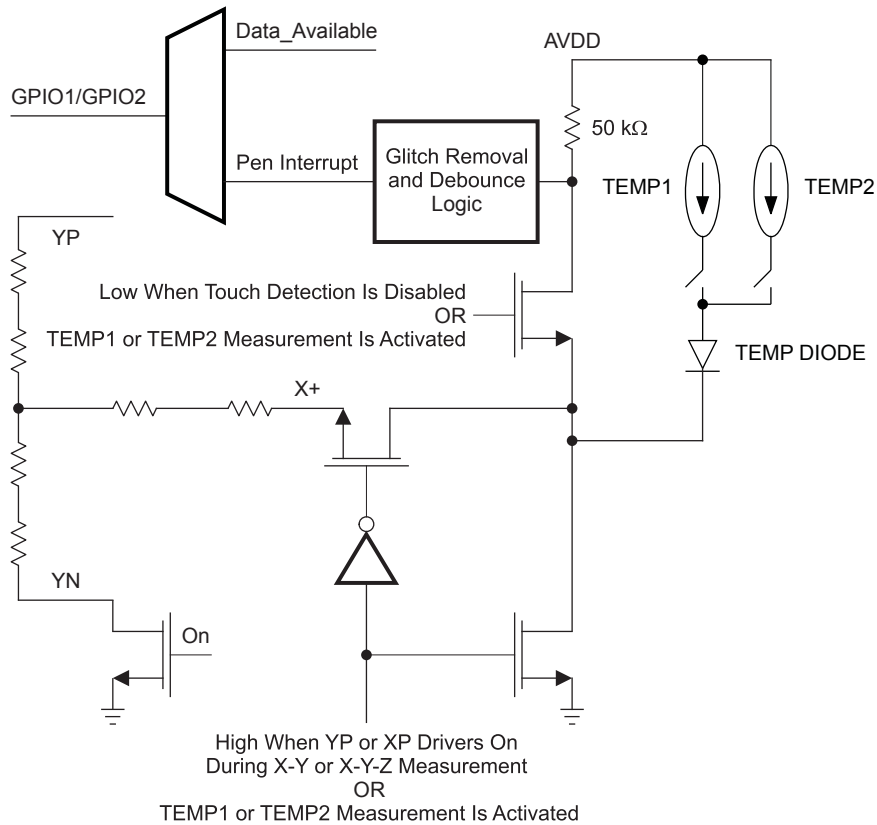 Data_Available
AVDD
GPIO1/GPIO2
50 kΩ
Pen Interrupt
Glitch Removal
and Debounce
Logic
TEMP1
TEMP2
YP
Low When Touch Detection Is Disabled
OR
TEMP1 or TEMP2 Measurement Is Activated
TEMP DIODE
X+
YN
On
High When YP or XP Drivers On
During X-Y or X-Y-Z Measurement
OR
TEMP1 or TEMP2 Measurement Is Activated